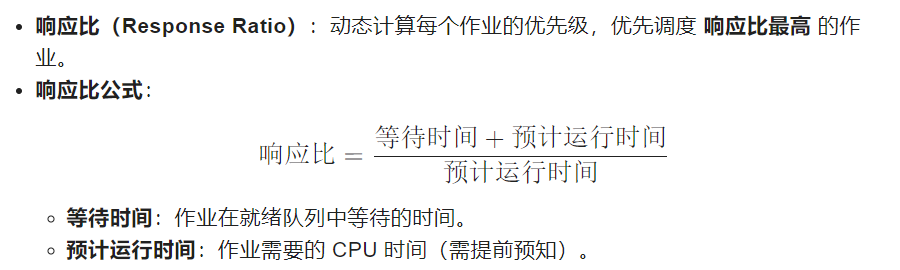 • 响应比（Response Ratio）：动态计算每个作业的优先级，优先调度 响应比最高 的作
业。
• 响应比公式：
响应比 = 等待时间 + 预计运行时间
预计运行时间
◦ 等待时间：作业在就绪队列中等待的时间。
◦ 预计运行时间：作业需要的 CPU 时间（需提前预知）。